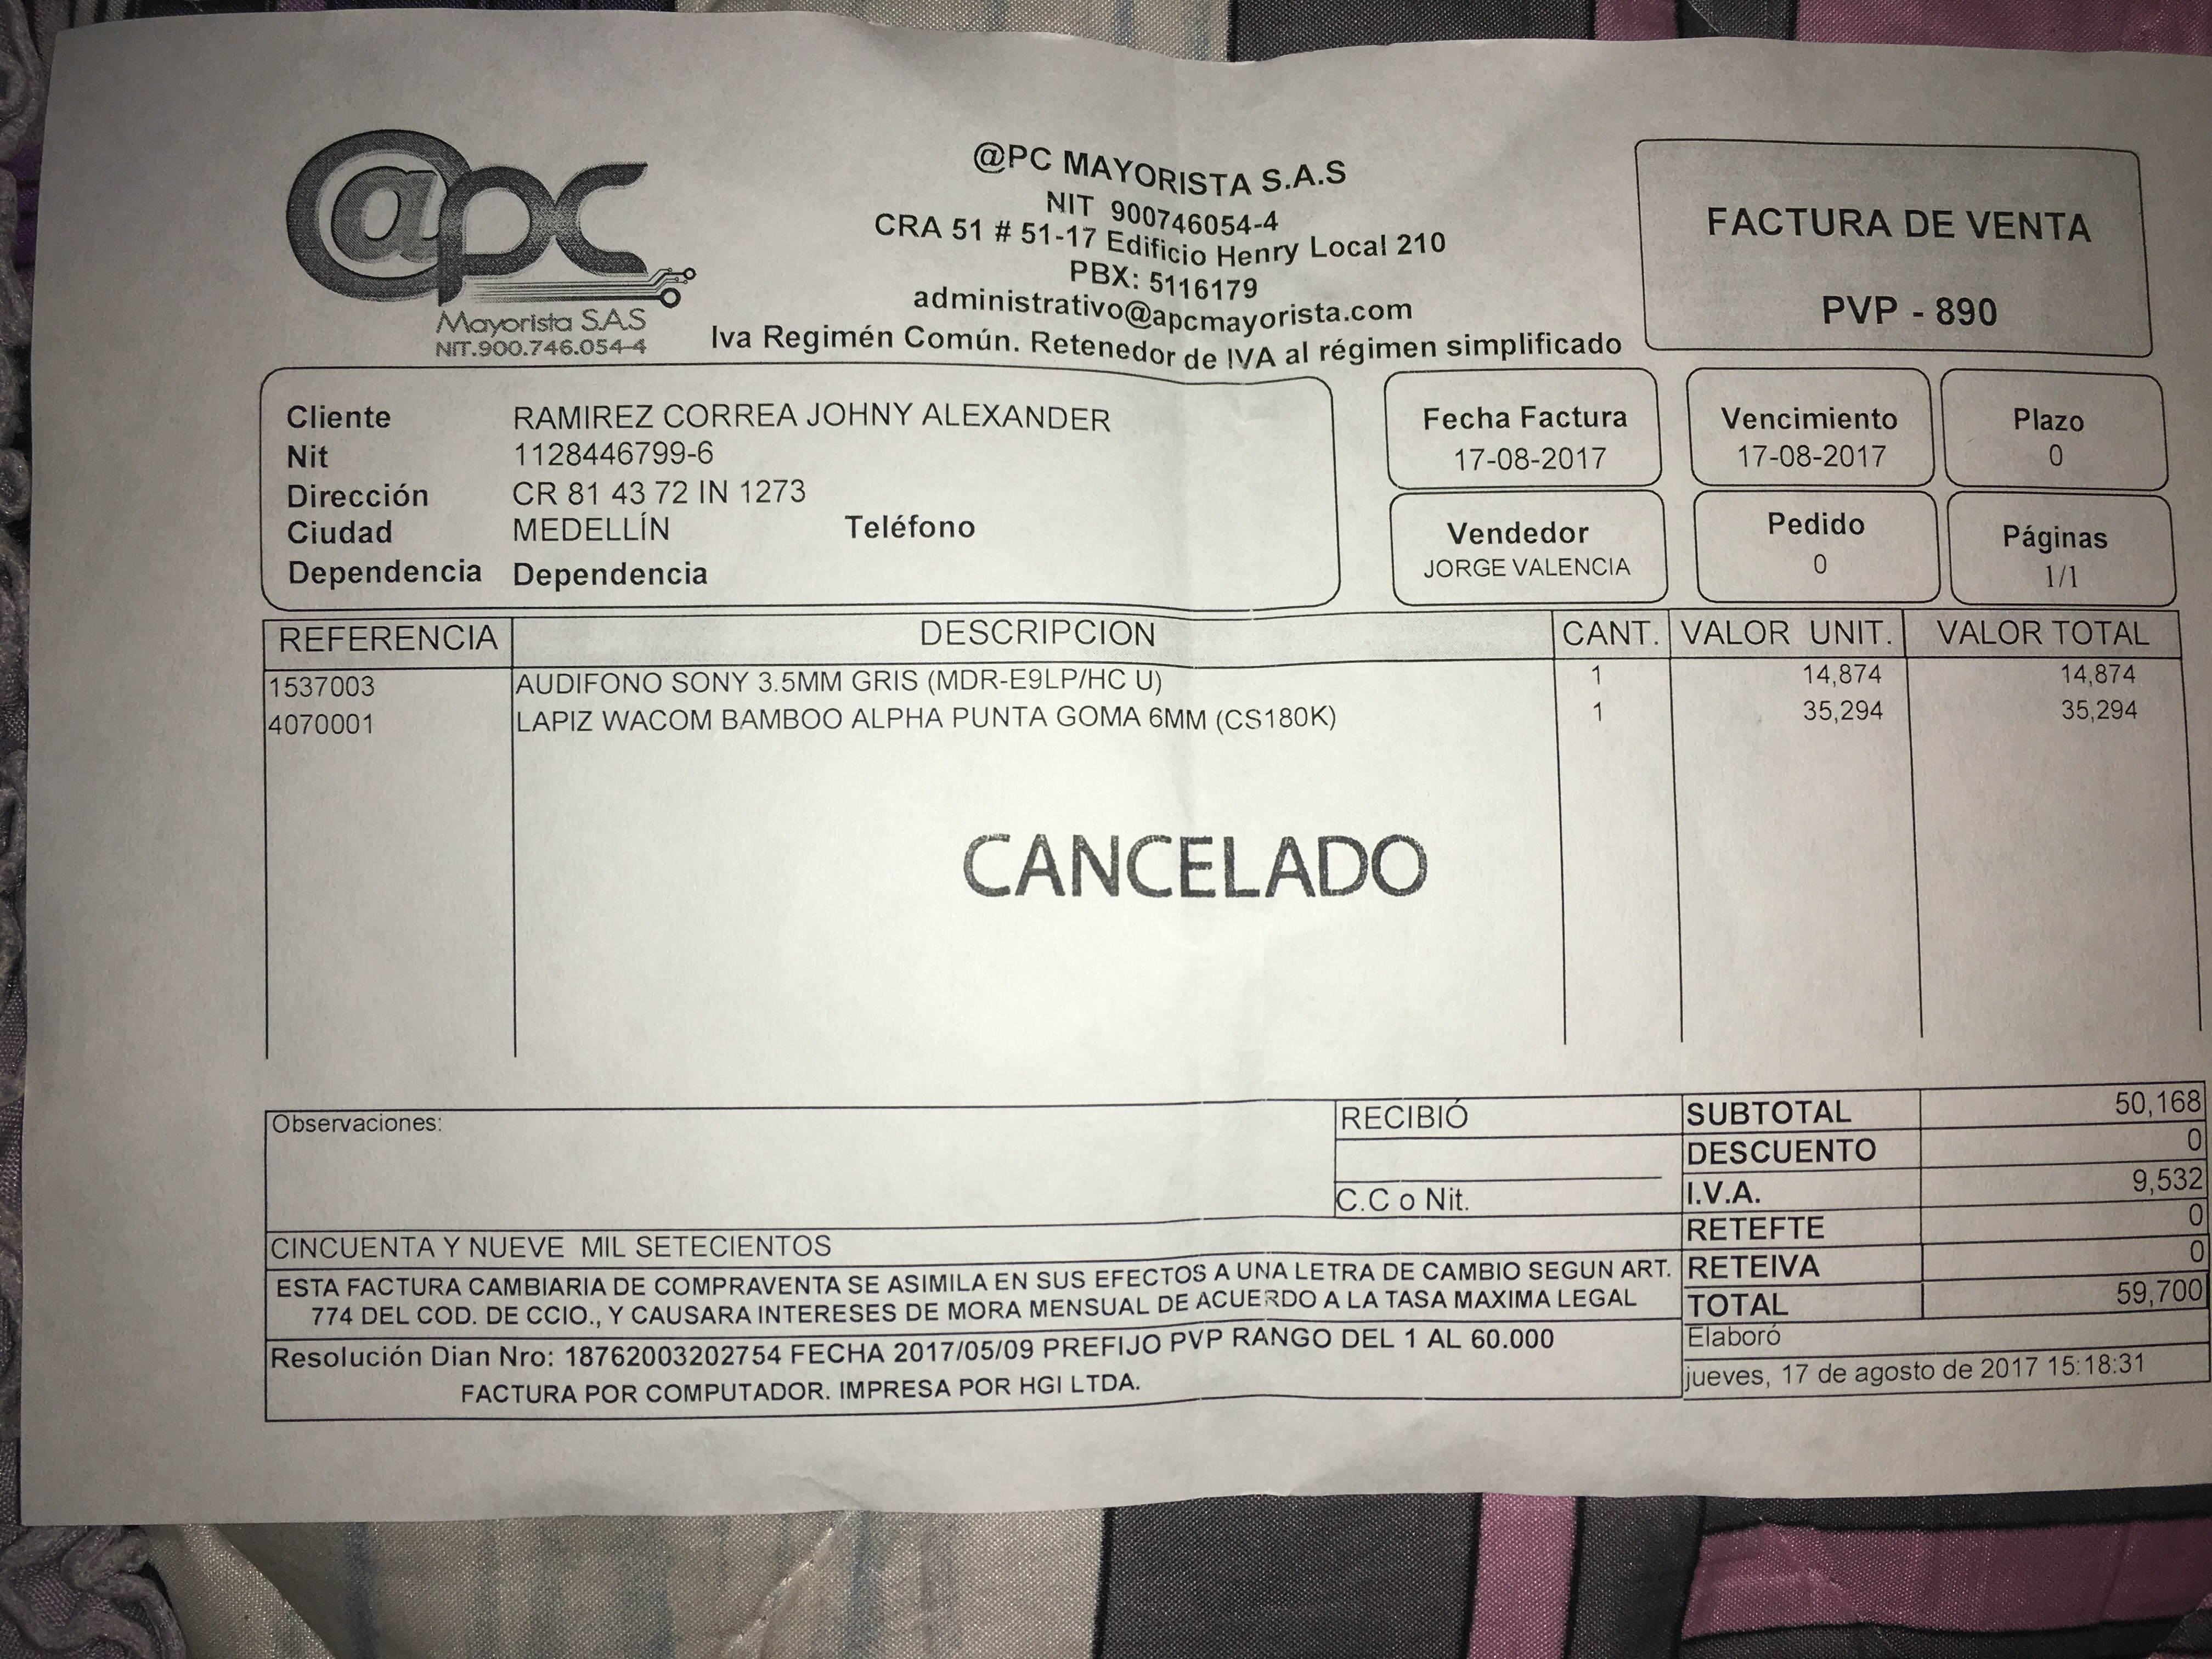 @pc
Mayorista S.A.S
NIT.900.746.054-4
@PC MAYORISTA S.A.S
NIT 900746054-4
CRA 51 # 51-17 Edificio Henry Local 210
PBX: 5116179
administrativo@apcmayorista.com
Iva Regimén Común. Retenedor de IVA al régimen simplificado
FACTURA DE VENTA
PVP - 890
Cliente RAMIREZ CORREA JOHNY ALEXANDER
Nit 1128446799-6
Dirección CR 81 43 72 IN 1273
Ciudad MEDELLÍN Teléfono
Dependencia Dependencia
Fecha Factura
17-08-2017
Vencimiento
17-08-2017
Plazo
0
Vendedor
JORGE VALENCIA
Pedido
0
Páginas
1/1
REFERENCIA DESCRIPCION CANT. VALOR UNIT. VALOR TOTAL
1537003 AUDIFONO SONY 3.5MM GRIS (MDR-E9LP/HC U) 1 14,874 14,874
4070001 LAPIZ WACOM BAMBOO ALPHA PUNTA GOMA 6MM (CS180K) 1 35,294 35,294
CANCELADO
Observaciones:
RECIBIÓ
C.C o Nit.
SUBTOTAL 50,168
DESCUENTO 0
I.V.A. 9,532
RETEFTE 0
RETEIVA 0
TOTAL 59,700
CINCUENTA Y NUEVE MIL SETECIENTOS
ESTA FACTURA CAMBIARIA DE COMPRAVENTA SE ASIMILA EN SUS EFECTOS A UNA LETRA DE CAMBIO SEGUN ART.
774 DEL COD. DE CCIO., Y CAUSARA INTERESES DE MORA MENSUAL DE ACUERDO A LA TASA MAXIMA LEGAL
Resolución Dian Nro: 18762003202754 FECHA 2017/05/09 PREFIJO PVP RANGO DEL 1 AL 60.000
FACTURA POR COMPUTADOR. IMPRESA POR HGI LTDA.
Elaboró
jueves, 17 de agosto de 2017 15:18:31